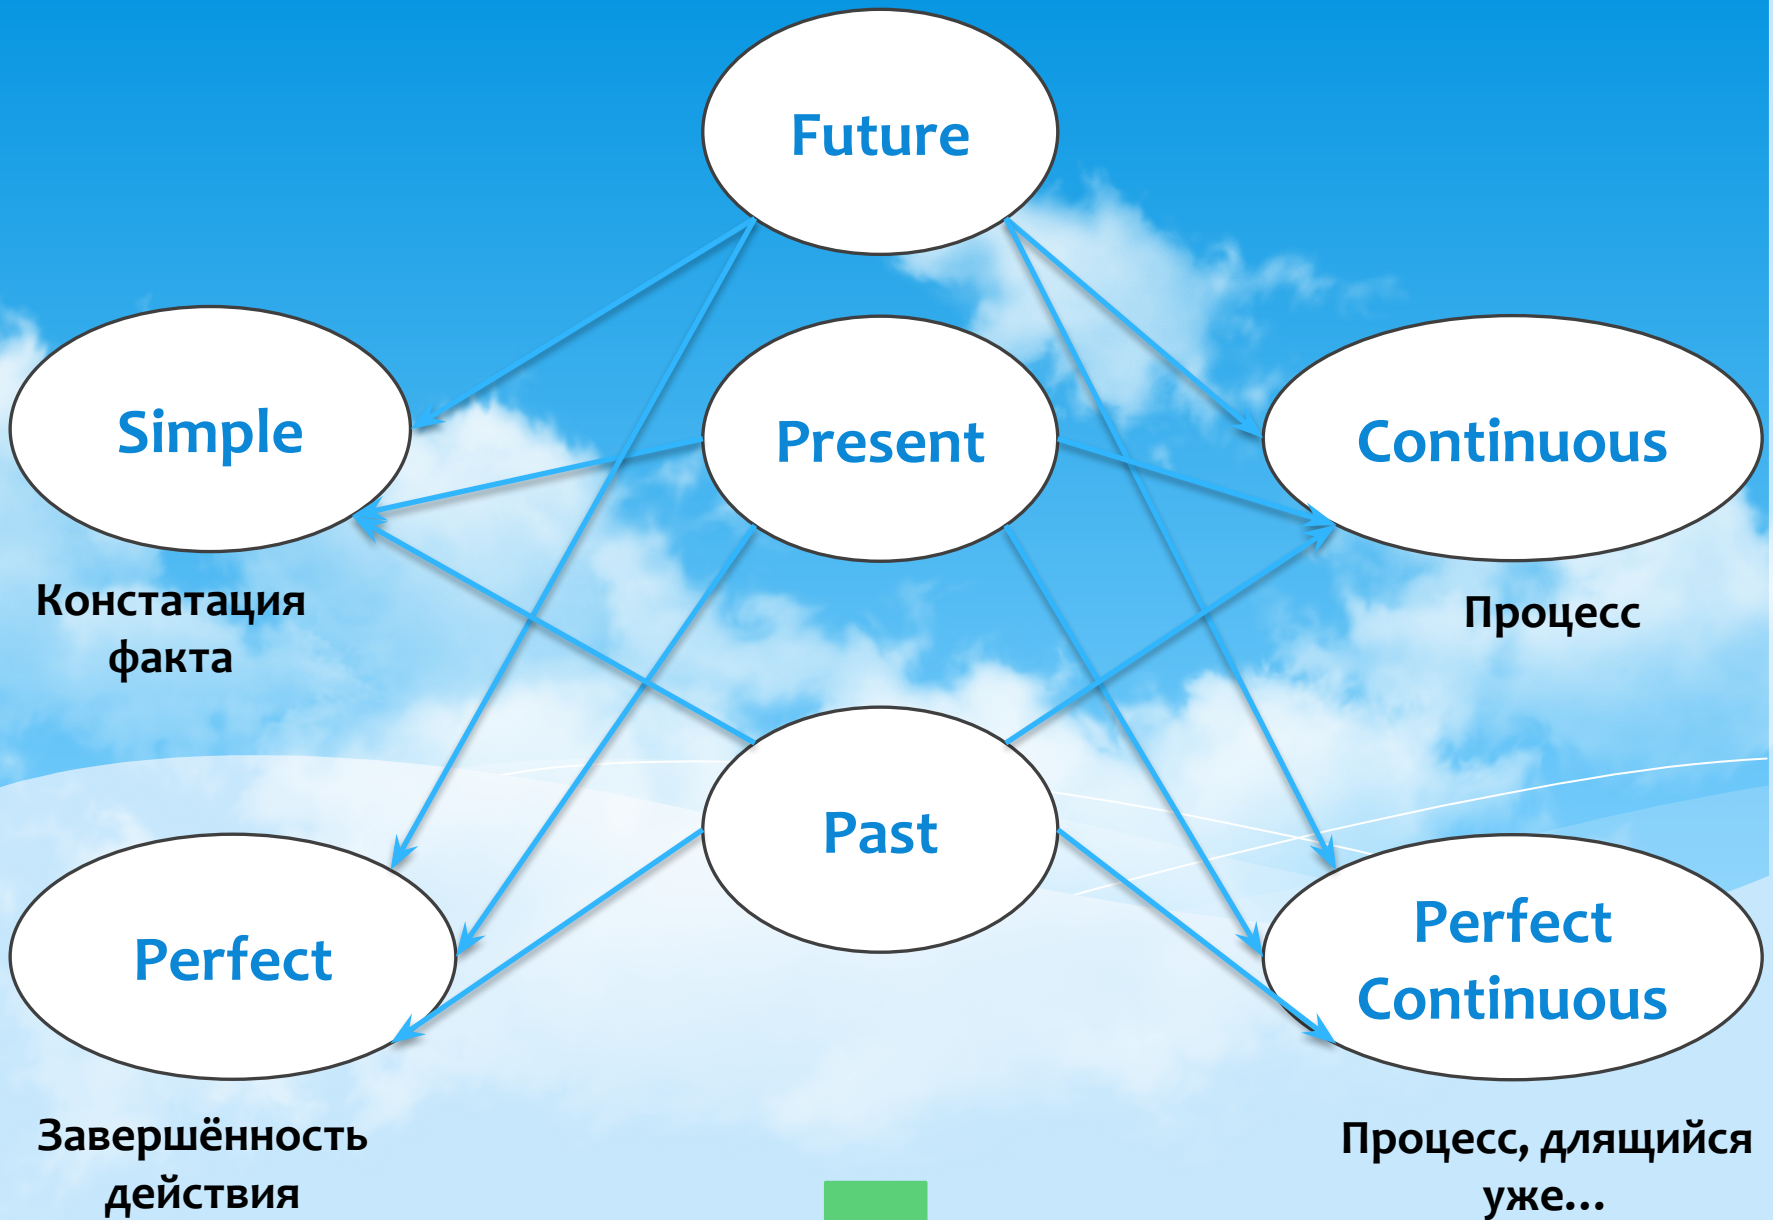 Future
Simple
Present
Continuous
Констатация
факта
Процесс
Past
Perfect
Perfect
Continuous
Завершённость
действия
Процесс, длящийся
уже...